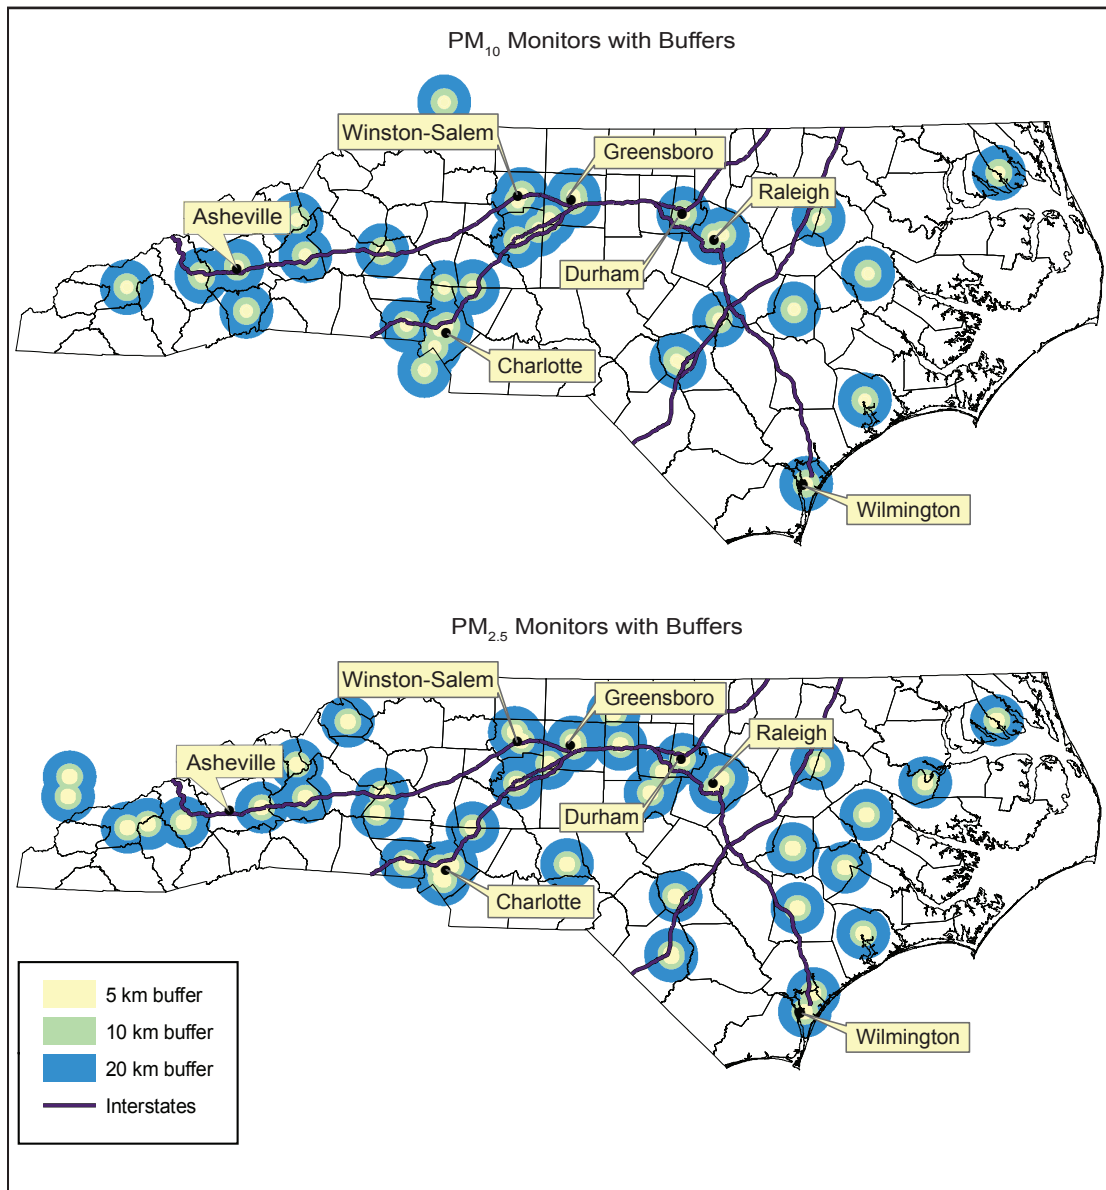 PM10 Monitors with Buffers
Winston-Salem
Greensboro
Asheville
Raleigh
Durham
Charlotte
Wilmington
PM2.5 Monitors with Buffers
Winston-Salem
Greensboro
Raleigh
Asheville
Durham
Charlotte
Wilmington
5 km buffer
10 km buffer
20 km buffer
Interstates